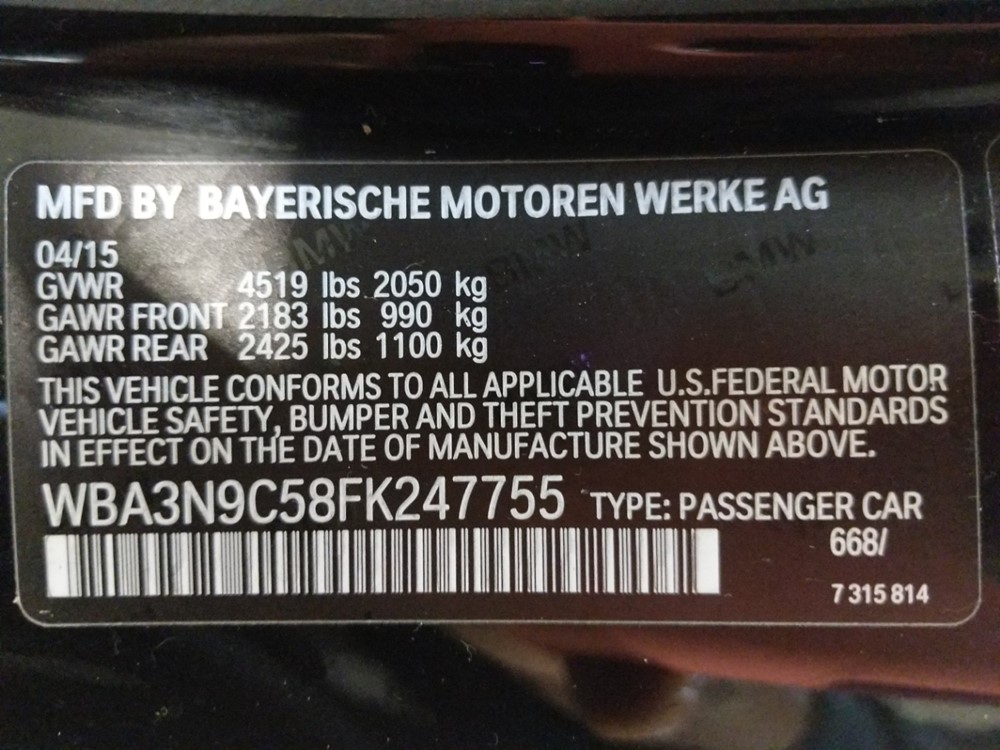 MFD BY BAYERISCHE MOTOREN WERKE AG
04/15
GVWR 4519 lbs 2050 kg
GAWR FRONT 2183 lbs 990 kg
GAWR REAR 2425 lbs 1100 kg
THIS VEHICLE CONFORMS TO ALL APPLICABLE U.S.FEDERAL MOTOR
VEHICLE SAFETY, BUMPER AND THEFT PREVENTION STANDARDS
IN EFFECT ON THE DATE OF MANUFACTURE SHOWN ABOVE.
WBA3N9C58FK247755 TYPE: PASSENGER CAR
668/
7 315 814